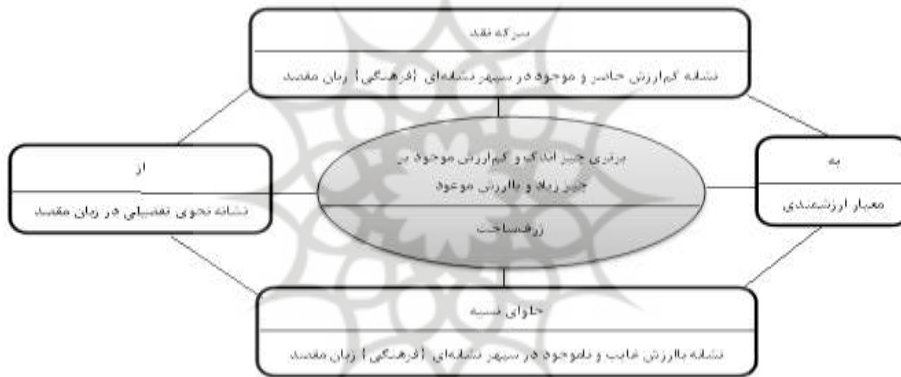 سرکه نقد
نشانه کم‌ارزش حاضر و موجود در سپهر نشانه‌ای {فرهنگی} زبان مقصد
برتری چیز اندک و کم‌ارزش موجود بر
چیز زیاد و باارزش موعود
ژرف‌ساخت
به
معیار ارزشمندی
از
نشانه نحوی تفضیلی در زبان مقصد
حلوای نسیه
نشانه باارزش غایب و ناموجود در سپهر نشانه‌ای {فرهنگی} زبان مقصد